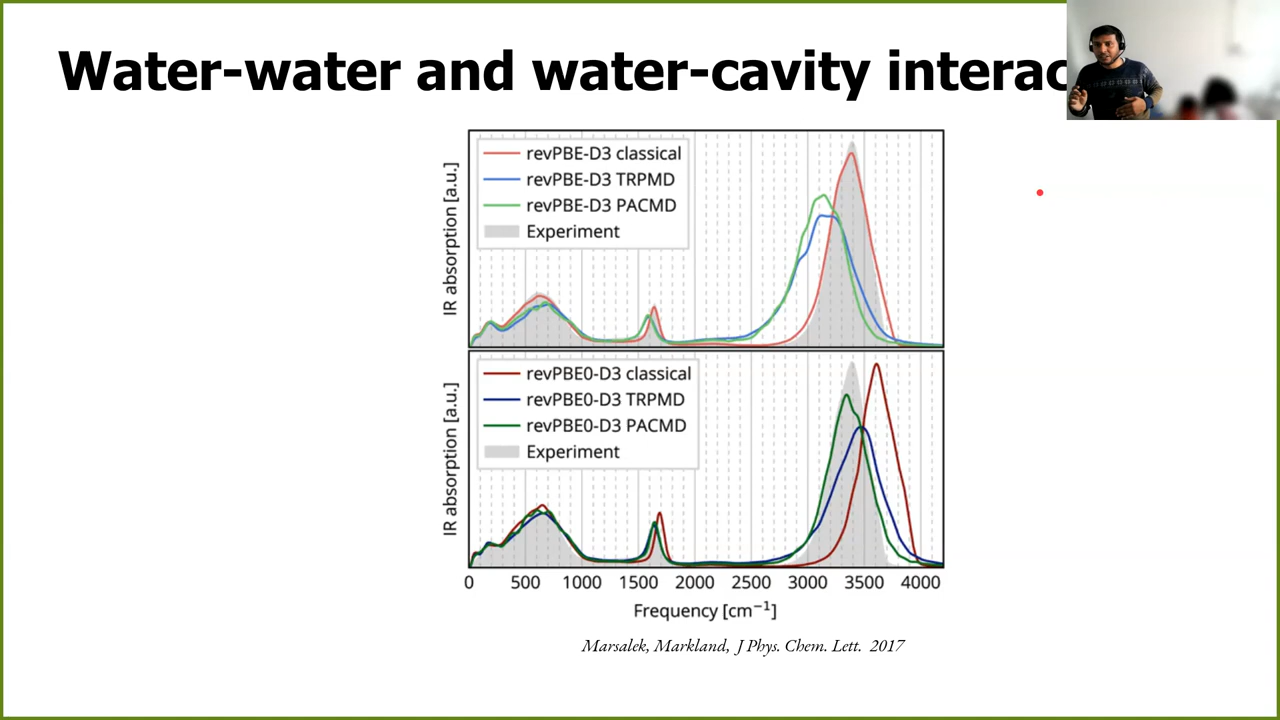 Water-water and water-cavity interac
revPBE-D3 classical
revPBE-D3 TRPMD
revPBE-D3 PACMD
Experiment
IR absorption [a.u.]
revPBE0-D3 classical
revPBE0-D3 TRPMD
revPBE0-D3 PACMD
Experiment
IR absorption [a.u.]
0 500 1000 1500 2000 2500 3000 3500 4000
Frequency [cm⁻¹]
Marsalek, Markland, J Phys. Chem. Lett. 2017